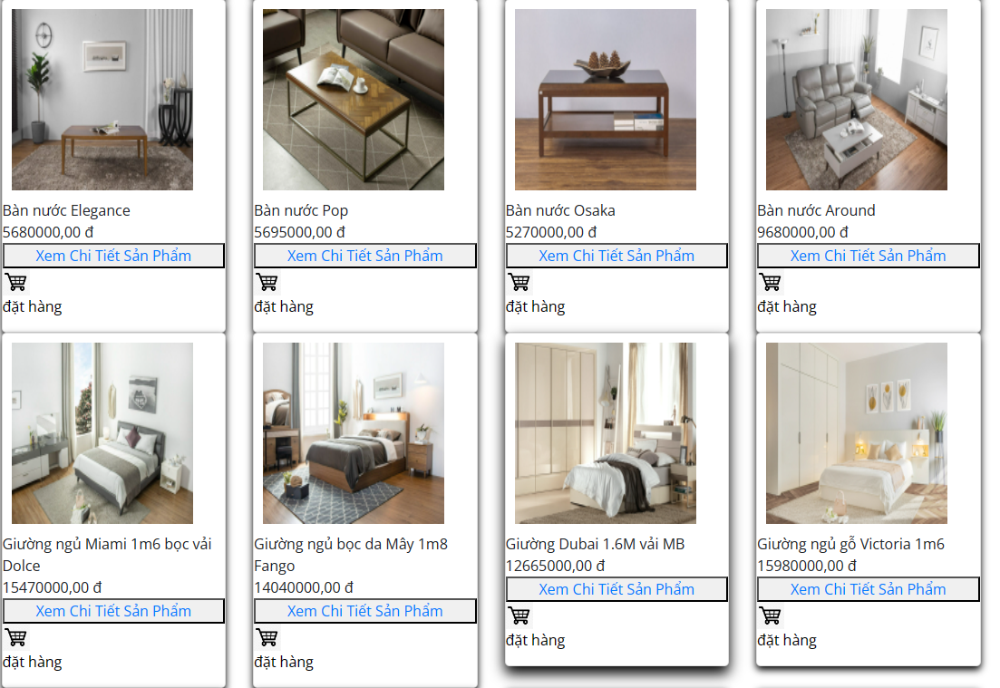 Bàn nước Elegance
5680000,00 đ
Xem Chi Tiết Sản Phẩm
đặt hàng
Bàn nước Pop
5695000,00 đ
Xem Chi Tiết Sản Phẩm
đặt hàng
Bàn nước Osaka
5270000,00 đ
Xem Chi Tiết Sản Phẩm
đặt hàng
Bàn nước Around
9680000,00 đ
Xem Chi Tiết Sản Phẩm
đặt hàng
Giường ngủ Miami 1m6 bọc vải
Dolce
15470000,00 đ
Xem Chi Tiết Sản Phẩm
đặt hàng
Giường ngủ bọc da Mây 1m8
Fango
14040000,00 đ
Xem Chi Tiết Sản Phẩm
đặt hàng
Giường Dubai 1.6M vải MB
12665000,00 đ
Xem Chi Tiết Sản Phẩm
đặt hàng
Giường ngủ gỗ Victoria 1m6
15980000,00 đ
Xem Chi Tiết Sản Phẩm
đặt hàng